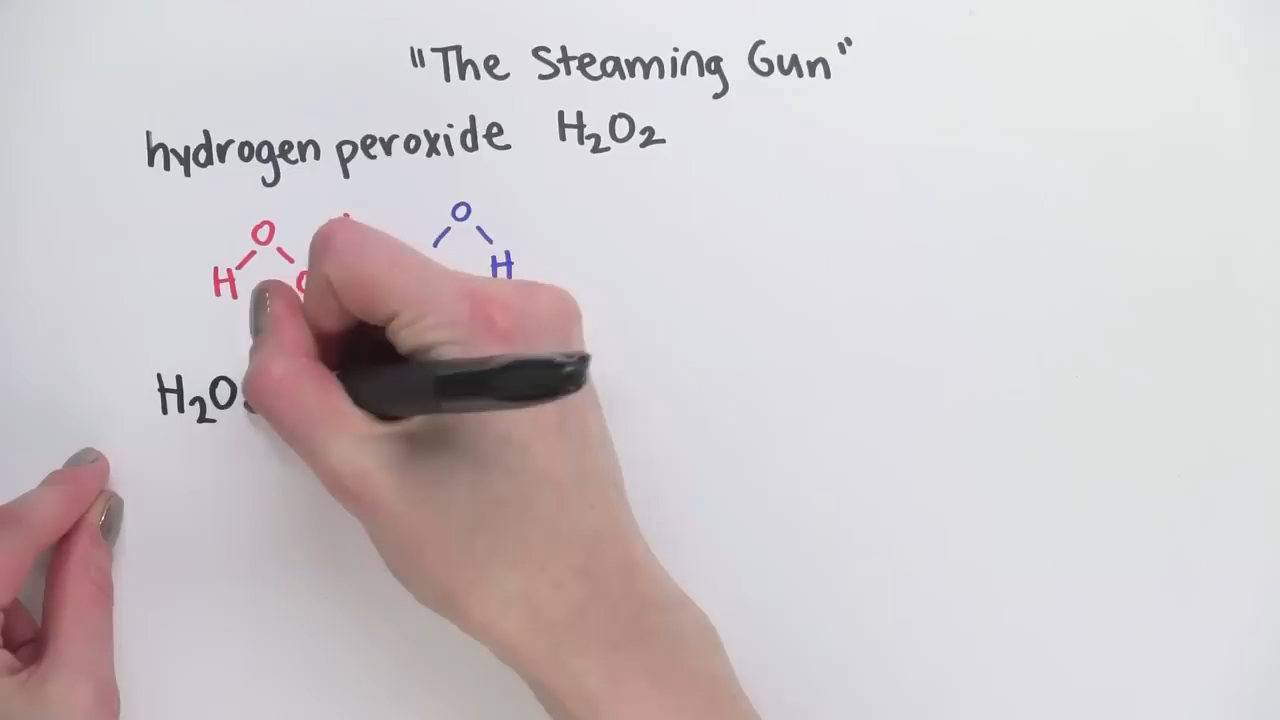 "The Steaming Gun"
hydrogen peroxide H₂O₂
O O
H H
H₂O